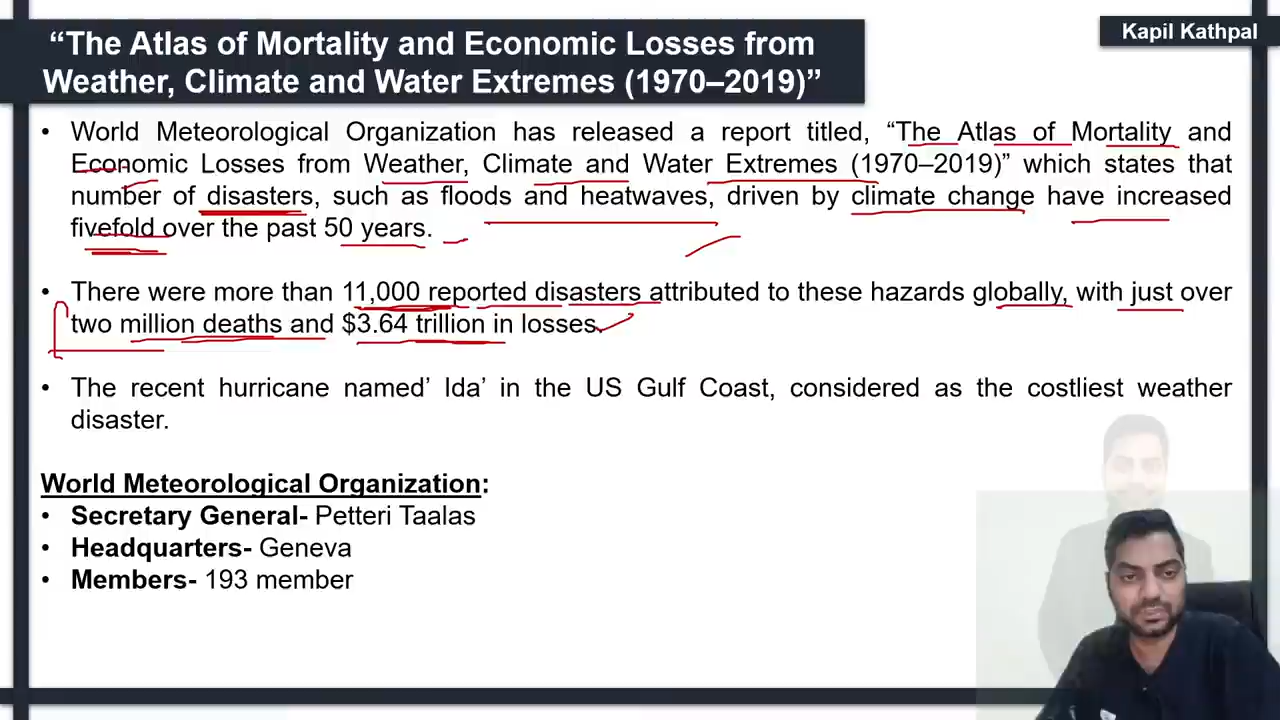 “The Atlas of Mortality and Economic Losses from
Weather, Climate and Water Extremes (1970–2019)”
Kapil Kathpal
• World Meteorological Organization has released a report titled, “The Atlas of Mortality and
Economic Losses from Weather, Climate and Water Extremes (1970–2019)” which states that
number of disasters, such as floods and heatwaves, driven by climate change have increased
fivefold over the past 50 years.
• There were more than 11,000 reported disasters attributed to these hazards globally, with just over
two million deaths and $3.64 trillion in losses.
• The recent hurricane named’ Ida’ in the US Gulf Coast, considered as the costliest weather
disaster.
World Meteorological Organization:
• Secretary General- Petteri Taalas
• Headquarters- Geneva
• Members- 193 member